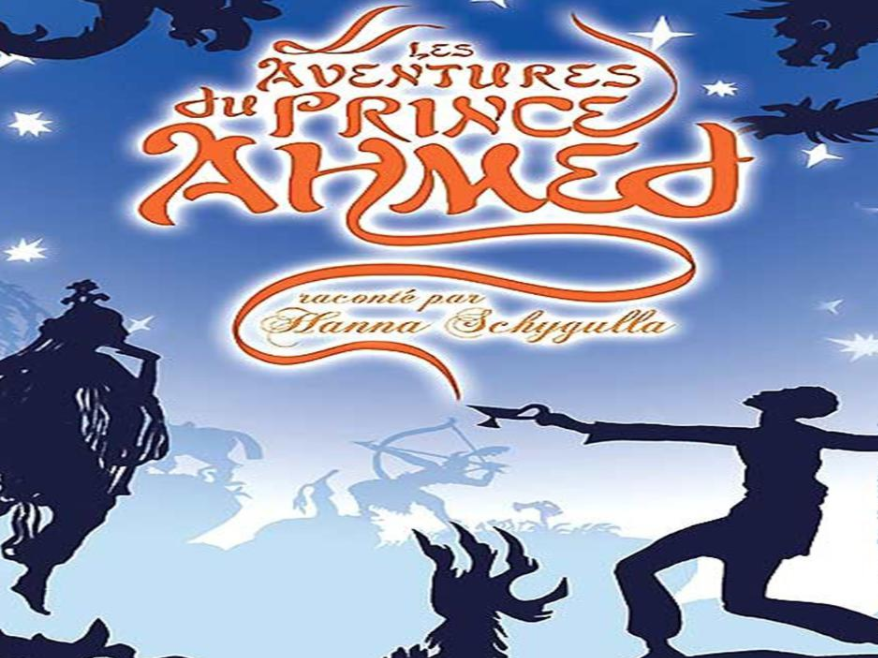 LES
AVENTURES
du PRINCE
AHMED
raconté par
Hanna Schygulla